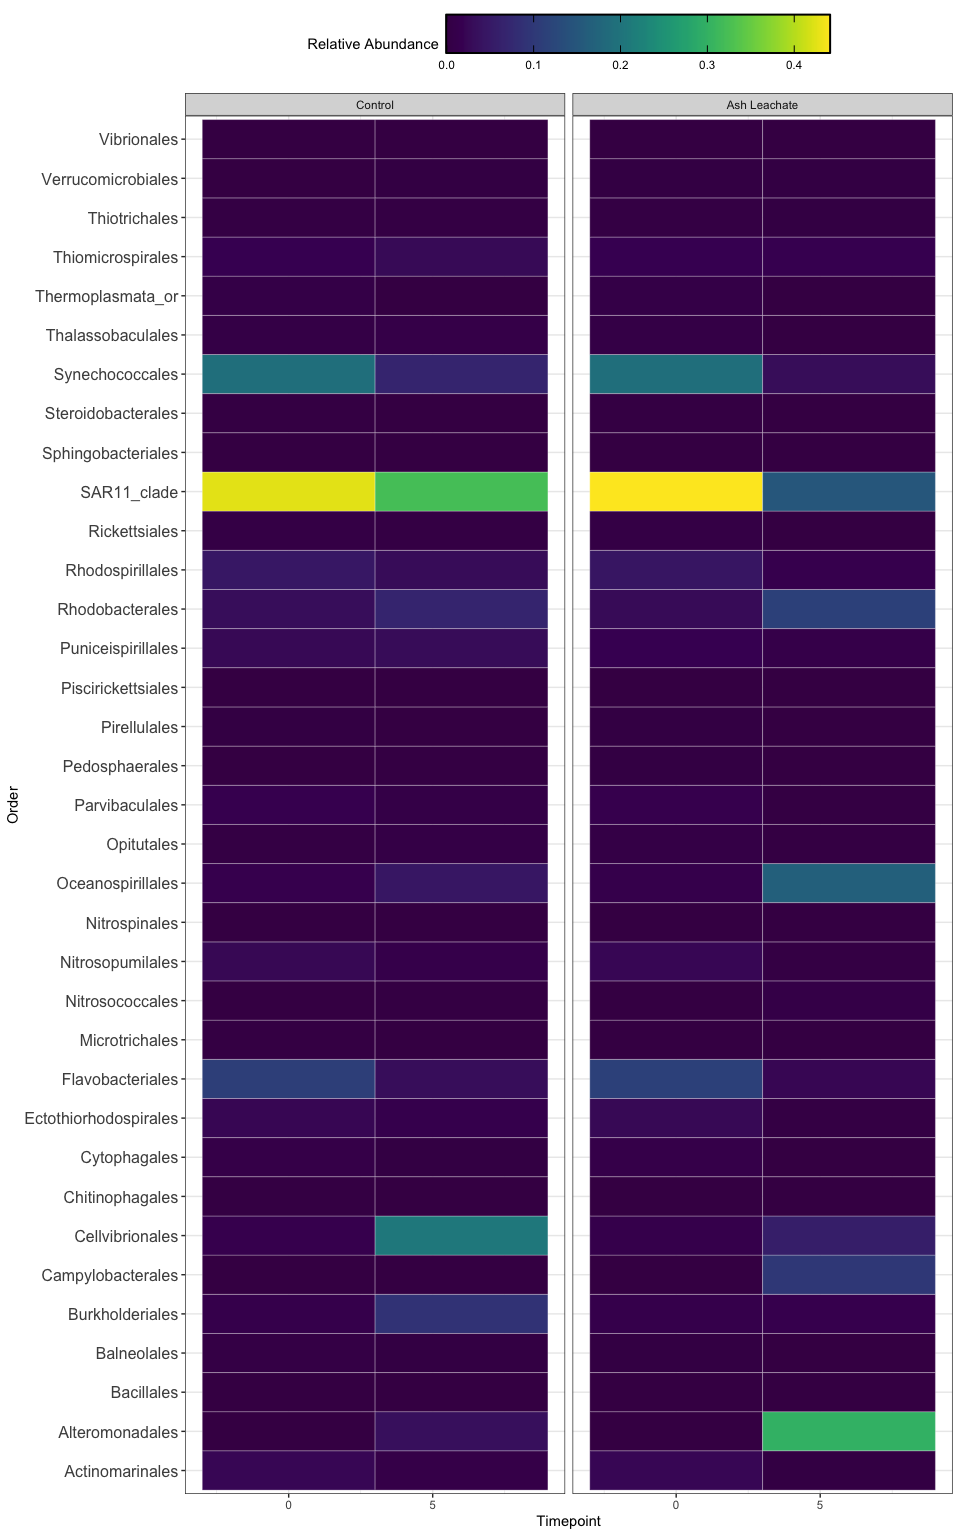 Relative Abundance
0.0 0.1 0.2 0.3 0.4
Control Ash Leachate
Vibrionales
Verrucomicrobiales
Thiotrichales
Thiomicrospirales
Thermoplasmata_or
Thalassobaculales
Synechococcales
Steroidobacterales
Sphingobacteriales
SAR11_clade
Rickettsiales
Rhodospirillales
Rhodobacterales
Puniceispirillales
Piscirickettsiales
Pirellulales
Pedosphaerales
Parvibaculales
Opitutales
Oceanospirillales
Nitrospinales
Nitrosopumilales
Nitrosococcales
Microtrichales
Flavobacteriales
Ectothiorhodospirales
Cytophagales
Chitinophagales
Cellvibrionales
Campylobacterales
Burkholderiales
Balneolales
Bacillales
Alteromonadales
Actinomarinales
Order
0 5 0 5
Timepoint